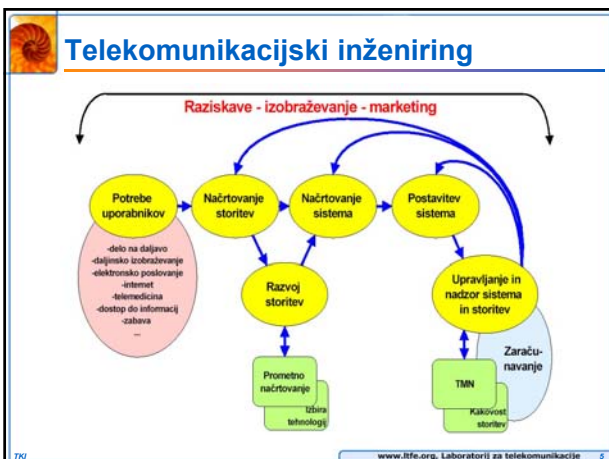 Telekomunikacijski inženiring
Raziskave - izobraževanje - marketing
Potrebe
uporabnikov
-delo na daljavo
-daljinsko izobraževanje
-elektronsko poslovanje
-internet
-telemedicina
-dostop do informacij
-zabava
...
Načrtovanje
storitev
Načrtovanje
sistema
Postavitev
sistema
Razvoj
storitev
Upravljanje in
nadzor sistema
in storitev
Zaraču-
navanje
Prometno
načrtovanje
Izbira
tehnologij
TMN
Kakovost
storitev
TKI
www.ltfe.org, Laboratorij za telekomunikacije
5